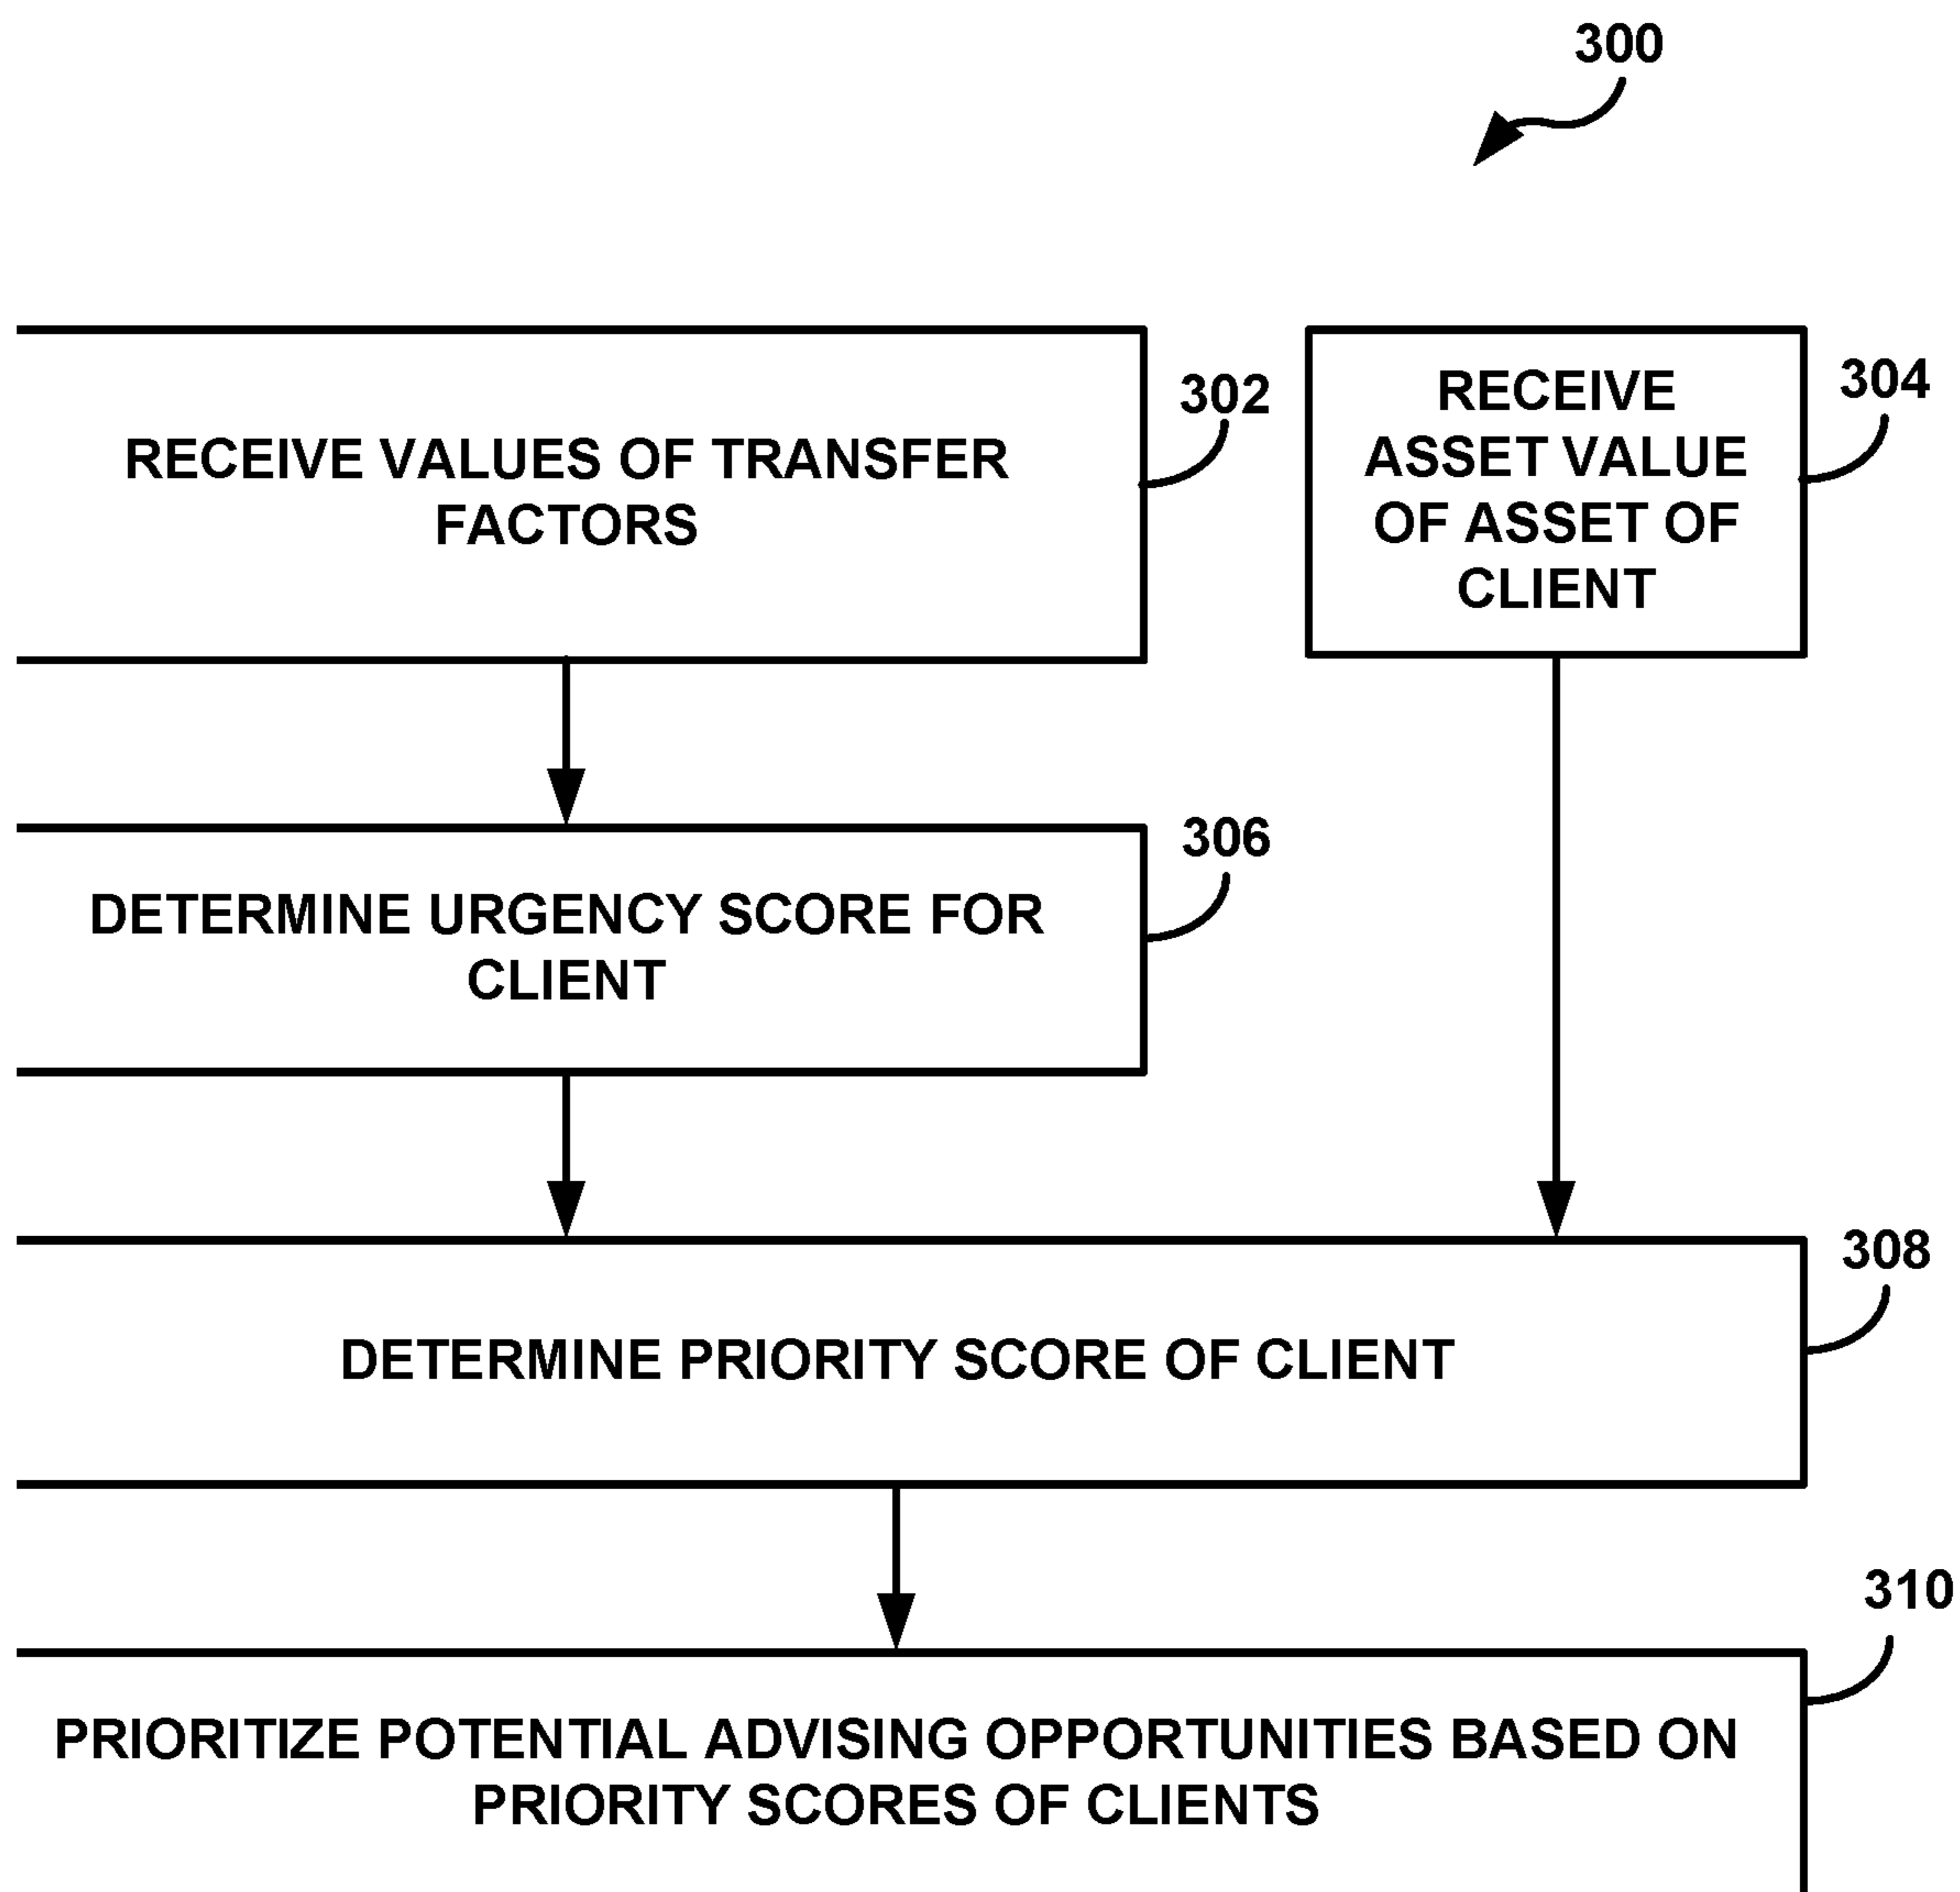 300
RECEIVE VALUES OF TRANSFER
FACTORS
302
RECEIVE
ASSET VALUE
OF ASSET OF
CLIENT
304
DETERMINE URGENCY SCORE FOR
CLIENT
306
DETERMINE PRIORITY SCORE OF CLIENT
308
PRIORITIZE POTENTIAL ADVISING OPPORTUNITIES BASED ON
PRIORITY SCORES OF CLIENTS
310